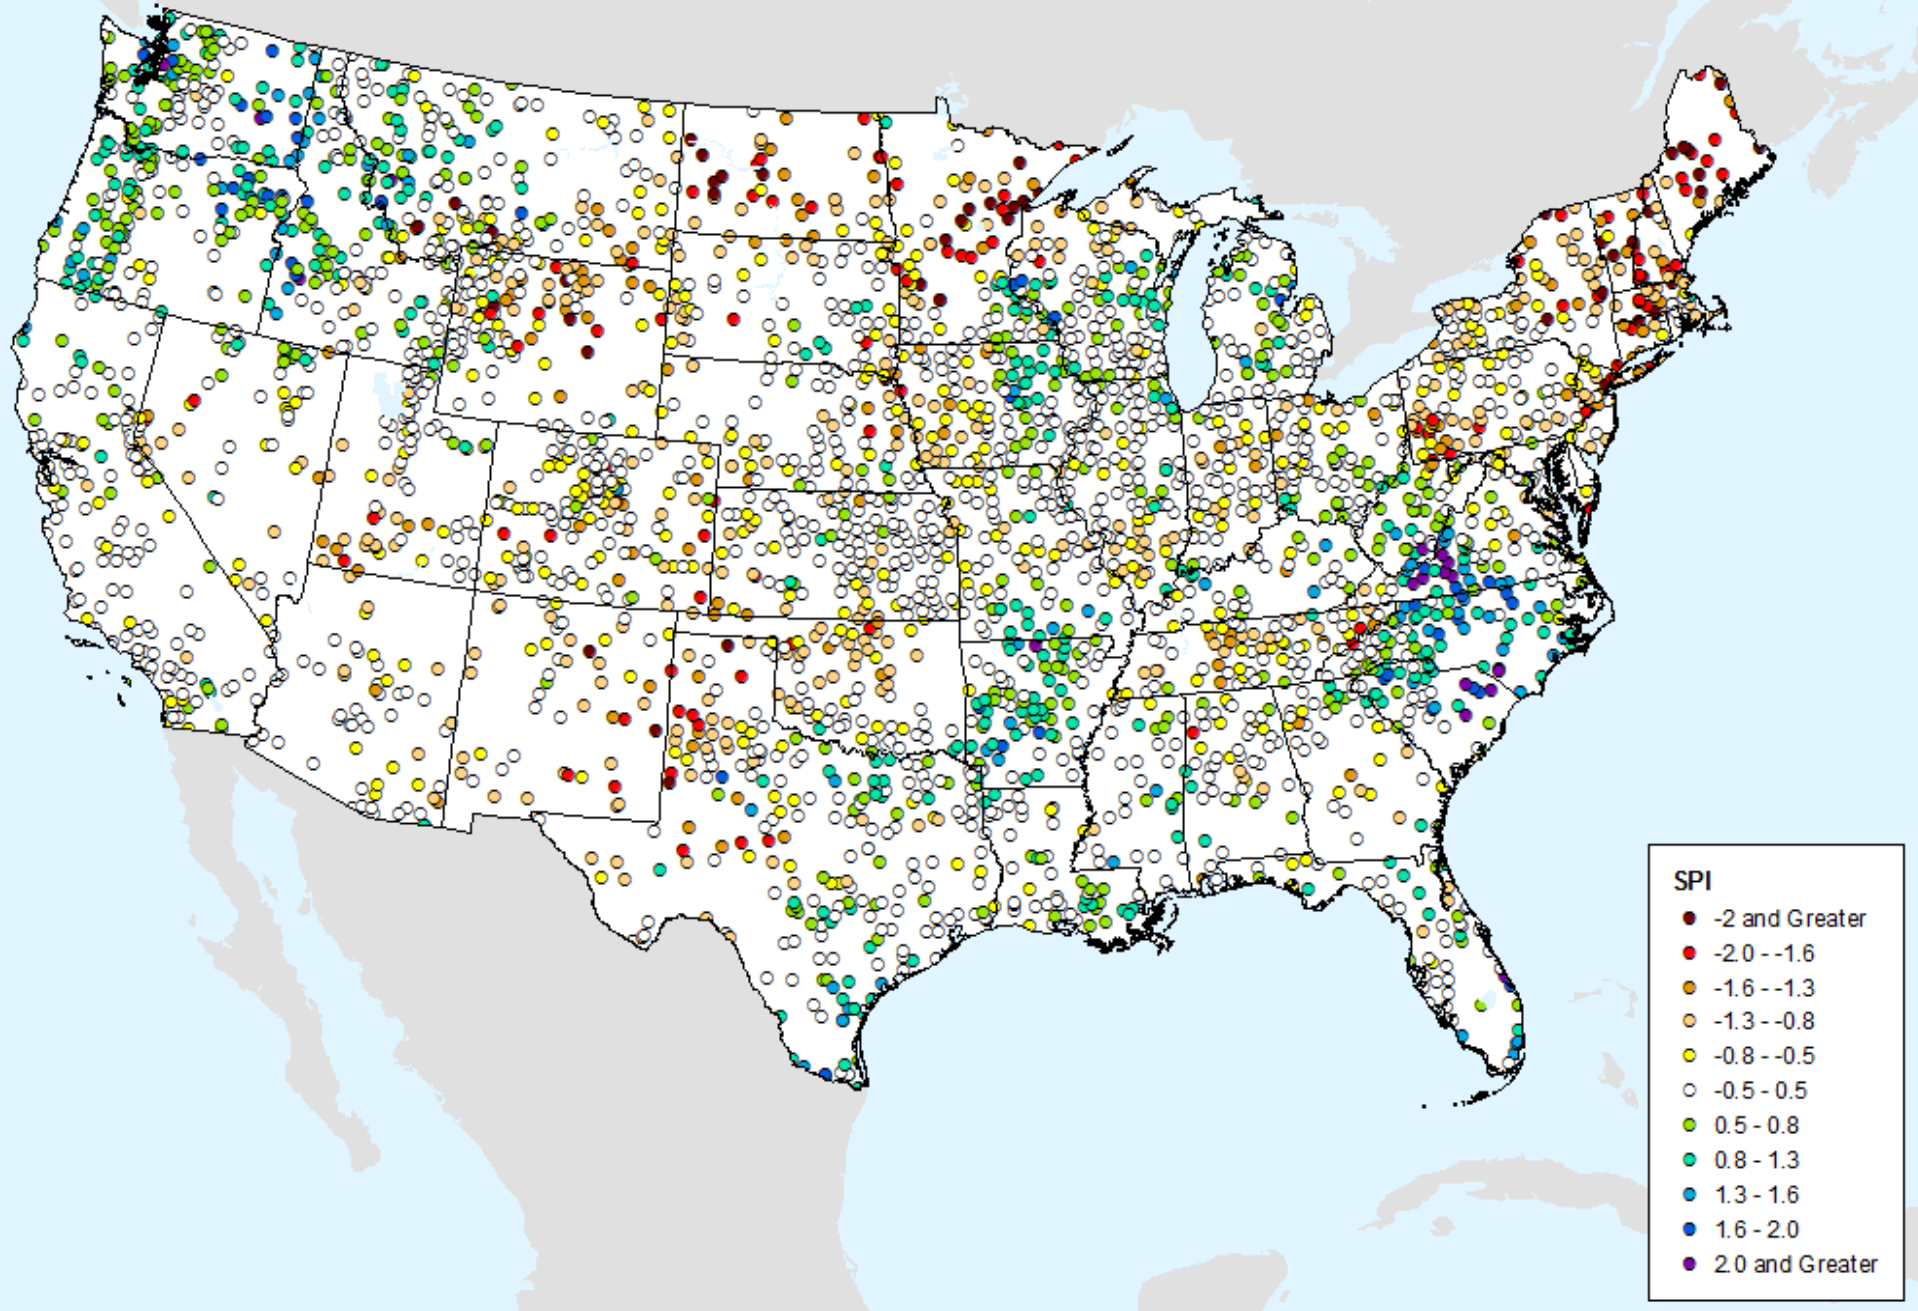 SPI
-2 and Greater
-2.0 - -1.6
-1.6 - -1.3
-1.3 - -0.8
-0.8 - -0.5
-0.5 - 0.5
0.5 - 0.8
0.8 - 1.3
1.3 - 1.6
1.6 - 2.0
2.0 and Greater